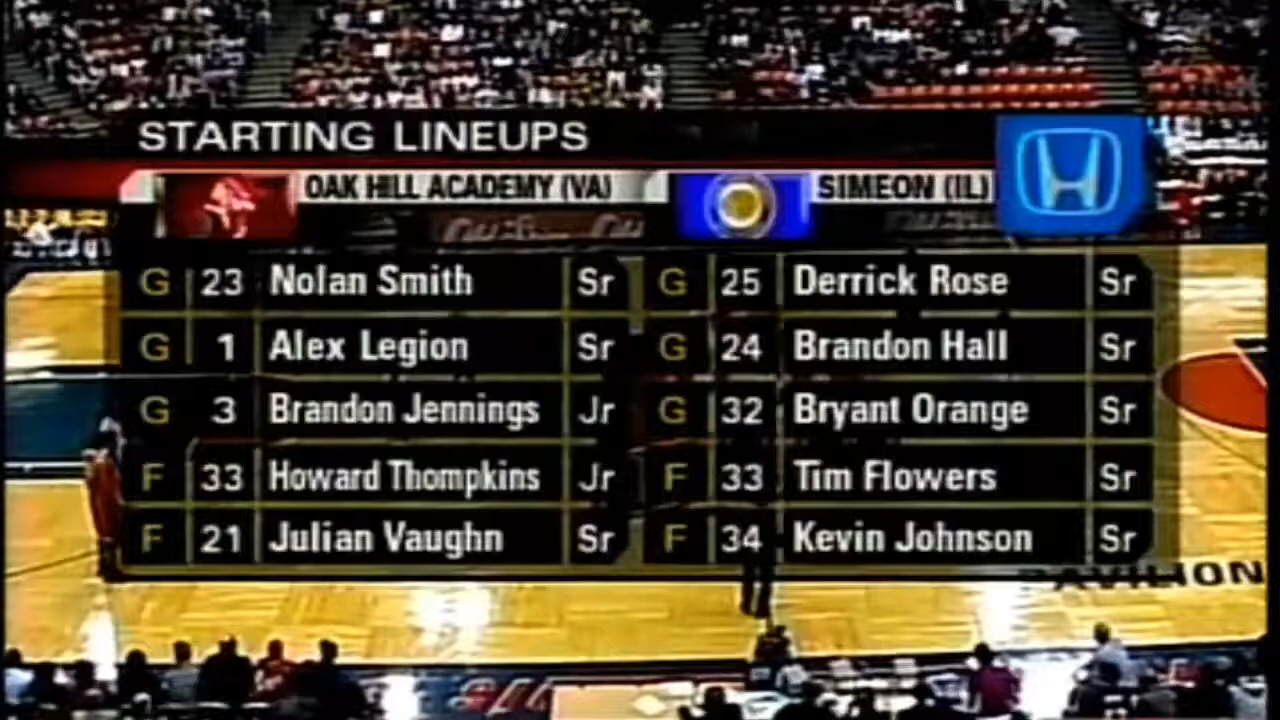 STARTING LINEUPS
OAK HILL ACADEMY (VA) SIMEON (IL)
G 23 Nolan Smith Sr G 25 Derrick Rose Sr
G 1 Alex Legion Sr G 24 Brandon Hall Sr
G 3 Brandon Jennings Jr G 32 Bryant Orange Sr
F 33 Howard Thompkins Jr F 33 Tim Flowers Sr
F 21 Julian Vaughn Sr F 34 Kevin Johnson Sr
PAVILION